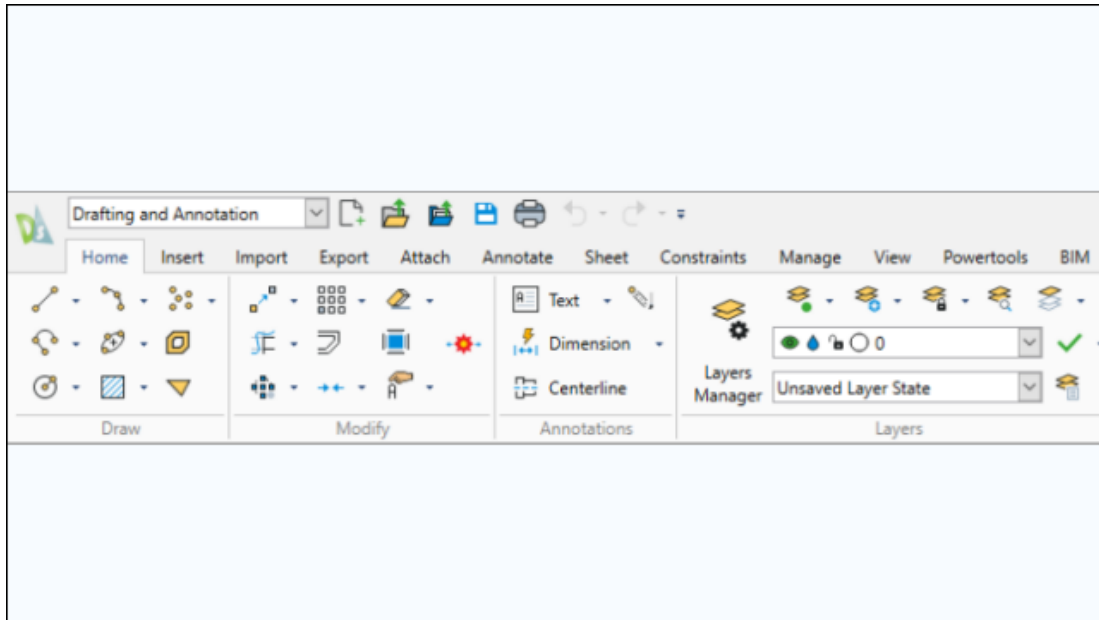 Drafting and Annotation
Home Insert Import Export Attach Annotate Sheet Constraints Manage View Powertools BIM
Text
Dimension
Centerline
Layers
Manager
0
Unsaved Layer State
Draw Modify Annotations Layers